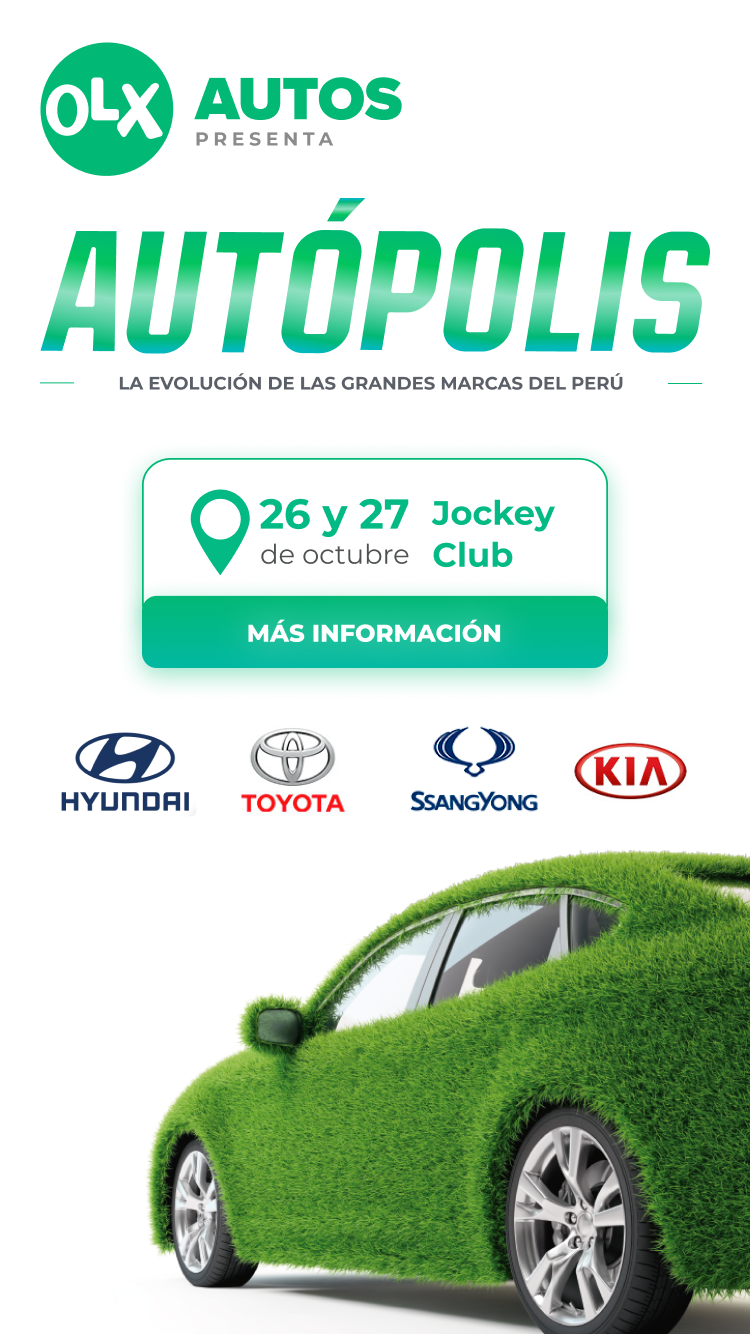 OLX AUTOS
PRESENTA
AUTÓPOLIS
LA EVOLUCIÓN DE LAS GRANDES MARCAS DEL PERÚ
26 y 27 Jockey
de octubre Club
MÁS INFORMACIÓN
HYUNDAI
TOYOTA
SSANGYONG
KIA